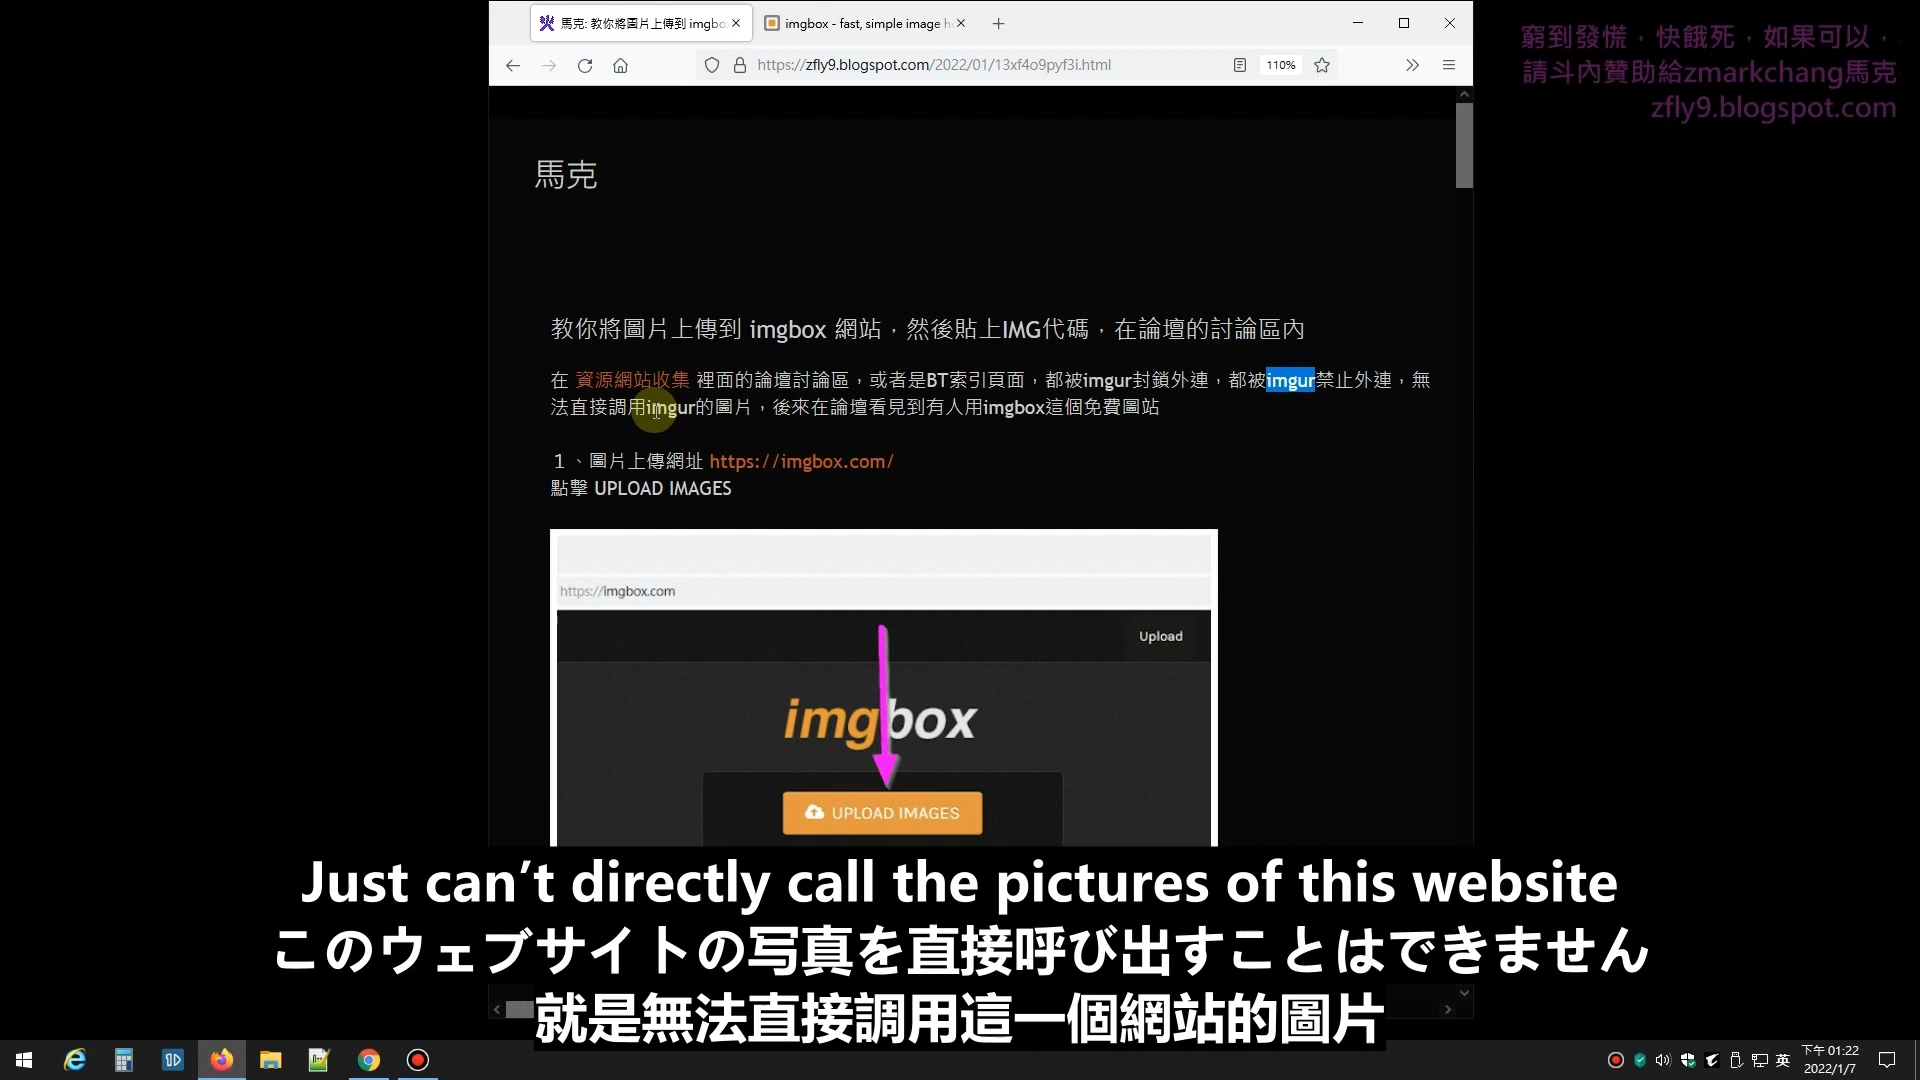 馬克: 教你將圖片上傳到 imgbo
imgbox - fast, simple image h
https://zfly9.blogspot.com/2022/01/13xf4o9pyf3i.html
110%
窮到發慌，快餓死，如果可以，
請斗內贊助給zmarkchang馬克
zfly9.blogspot.com
馬克
教你將圖片上傳到 imgbox 網站，然後貼上IMG代碼，在論壇的討論區內
在 資源網站收集 裡面的論壇討論區，或者是BT索引頁面，都被imgur封鎖外連，都被imgur禁止外連，無
法直接調用imgur的圖片，後來在論壇看見到有人用imgbox這個免費圖站
１、圖片上傳網址 https://imgbox.com/
點擊 UPLOAD IMAGES
https://imgbox.com
Upload
imgbox
UPLOAD IMAGES
Just can’t directly call the pictures of this website
このウェブサイトの写真を直接呼び出すことはできません
就是無法直接調用這一個網站的圖片
英
下午 01:22
2022/1/7